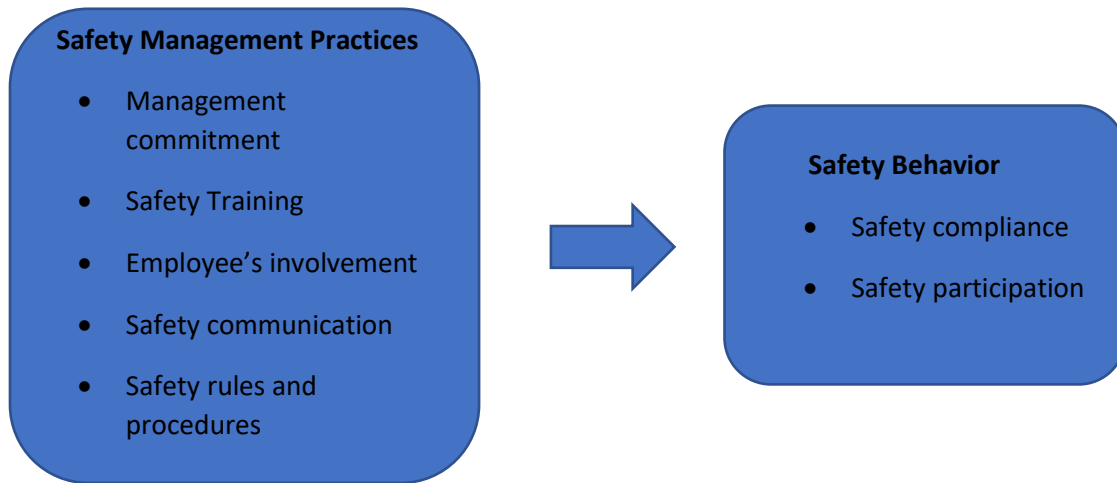 Safety Management Practices
• Management
commitment
• Safety Training
• Employee’s involvement
• Safety communication
• Safety rules and
procedures
Safety Behavior
• Safety compliance
• Safety participation